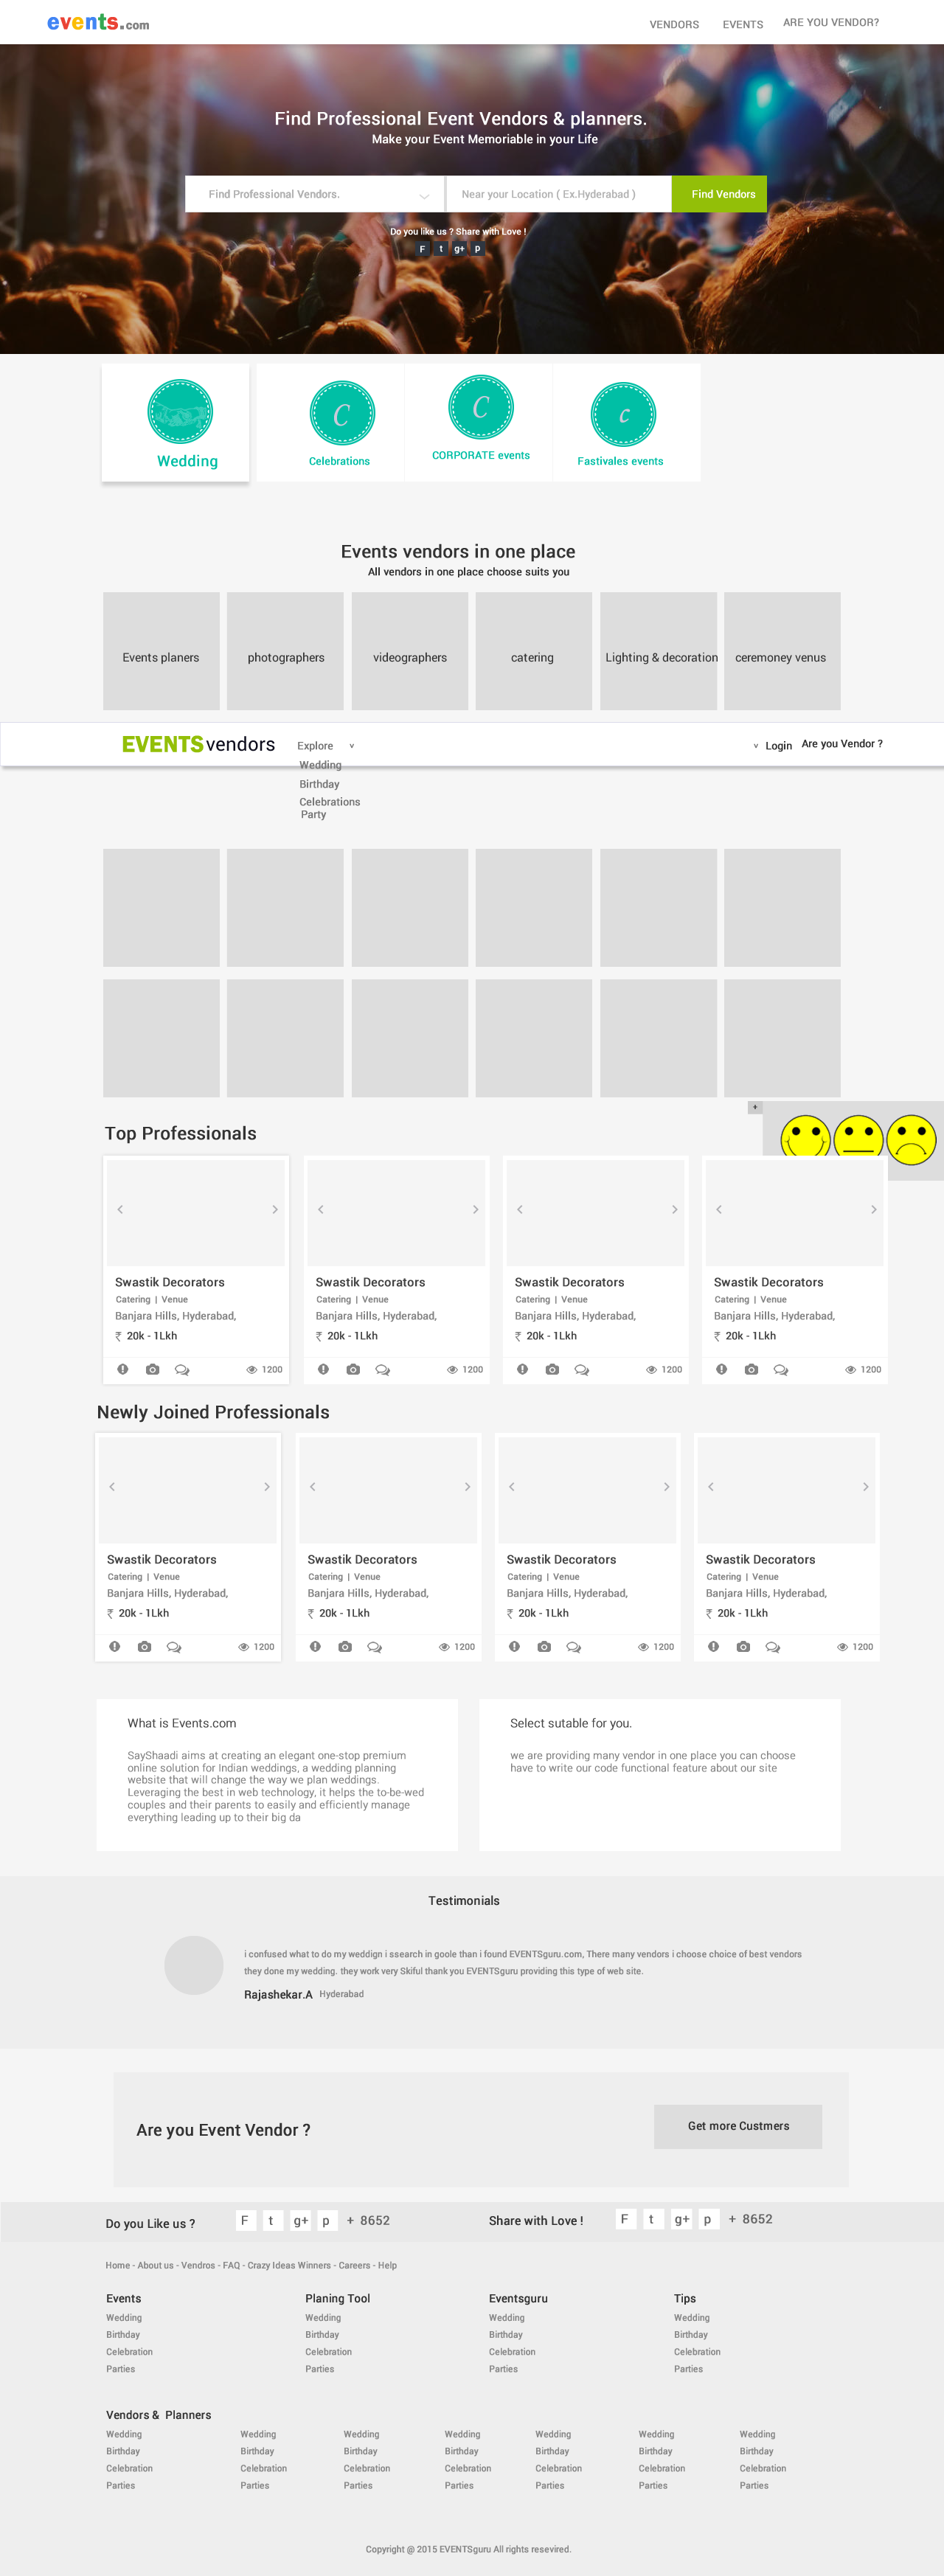 events.com
VENDORS EVENTS ARE YOU VENDOR?
Find Professional Event Vendors & planners.
Make your Event Memoriable in your Life
Find Professional Vendors. Near your Location ( Ex.Hyderabad ) Find Vendors
Do you like us ? Share with Love !
F t g+ p
C C c
Wedding Celebrations CORPORATE events Fastivales events
Events vendors in one place
All vendors in one place choose suits you
Events planers photographers videographers catering Lighting & decoration ceremoney venus
EVENTS vendors Explore v v Login Are you Vendor ?
Wedding
Birthday
Celebrations
Party
+
Top Professionals
Swastik Decorators Swastik Decorators Swastik Decorators Swastik Decorators
Catering | Venue Catering | Venue Catering | Venue Catering | Venue
Banjara Hills, Hyderabad, Banjara Hills, Hyderabad, Banjara Hills, Hyderabad, Banjara Hills, Hyderabad,
₹ 20k - 1Lkh ₹ 20k - 1Lkh ₹ 20k - 1Lkh ₹ 20k - 1Lkh
1200 1200 1200 1200
Newly Joined Professionals
Swastik Decorators Swastik Decorators Swastik Decorators Swastik Decorators
Catering | Venue Catering | Venue Catering | Venue Catering | Venue
Banjara Hills, Hyderabad, Banjara Hills, Hyderabad, Banjara Hills, Hyderabad, Banjara Hills, Hyderabad,
₹ 20k - 1Lkh ₹ 20k - 1Lkh ₹ 20k - 1Lkh ₹ 20k - 1Lkh
1200 1200 1200 1200
What is Events.com
SayShaadi aims at creating an elegant one-stop premium
online solution for Indian weddings, a wedding planning
website that will change the way we plan weddings.
Leveraging the best in web technology, it helps the to-be-wed
couples and their parents to easily and efficiently manage
everything leading up to their big da
Select sutable for you.
we are providing many vendor in one place you can choose
have to write our code functional feature about our site
Testimonials
i confused what to do my weddign i ssearch in goole than i found EVENTSguru.com, There many vendors i choose choice of best vendors
they done my wedding. they work very Skiful thank you EVENTSguru providing this type of web site.
Rajashekar.A Hyderabad
Are you Event Vendor ? Get more Custmers
Do you Like us ? F t g+ p + 8652 Share with Love ! F t g+ p + 8652
Home - About us - Vendros - FAQ - Crazy Ideas Winners - Careers - Help
Events Planing Tool Eventsguru Tips
Wedding Wedding Wedding Wedding
Birthday Birthday Birthday Birthday
Celebration Celebration Celebration Celebration
Parties Parties Parties Parties
Vendors & Planners
Wedding Wedding Wedding Wedding Wedding Wedding Wedding
Birthday Birthday Birthday Birthday Birthday Birthday Birthday
Celebration Celebration Celebration Celebration Celebration Celebration Celebration
Parties Parties Parties Parties Parties Parties Parties
Copyright @ 2015 EVENTSguru All rights resevired.